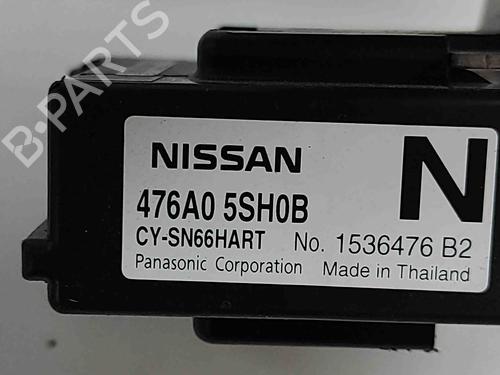 B-PARTS
NISSAN
N
476A0 5SH0B
CY-SN66HART No. 1536476 B2
Panasonic Corporation Made in Thailand